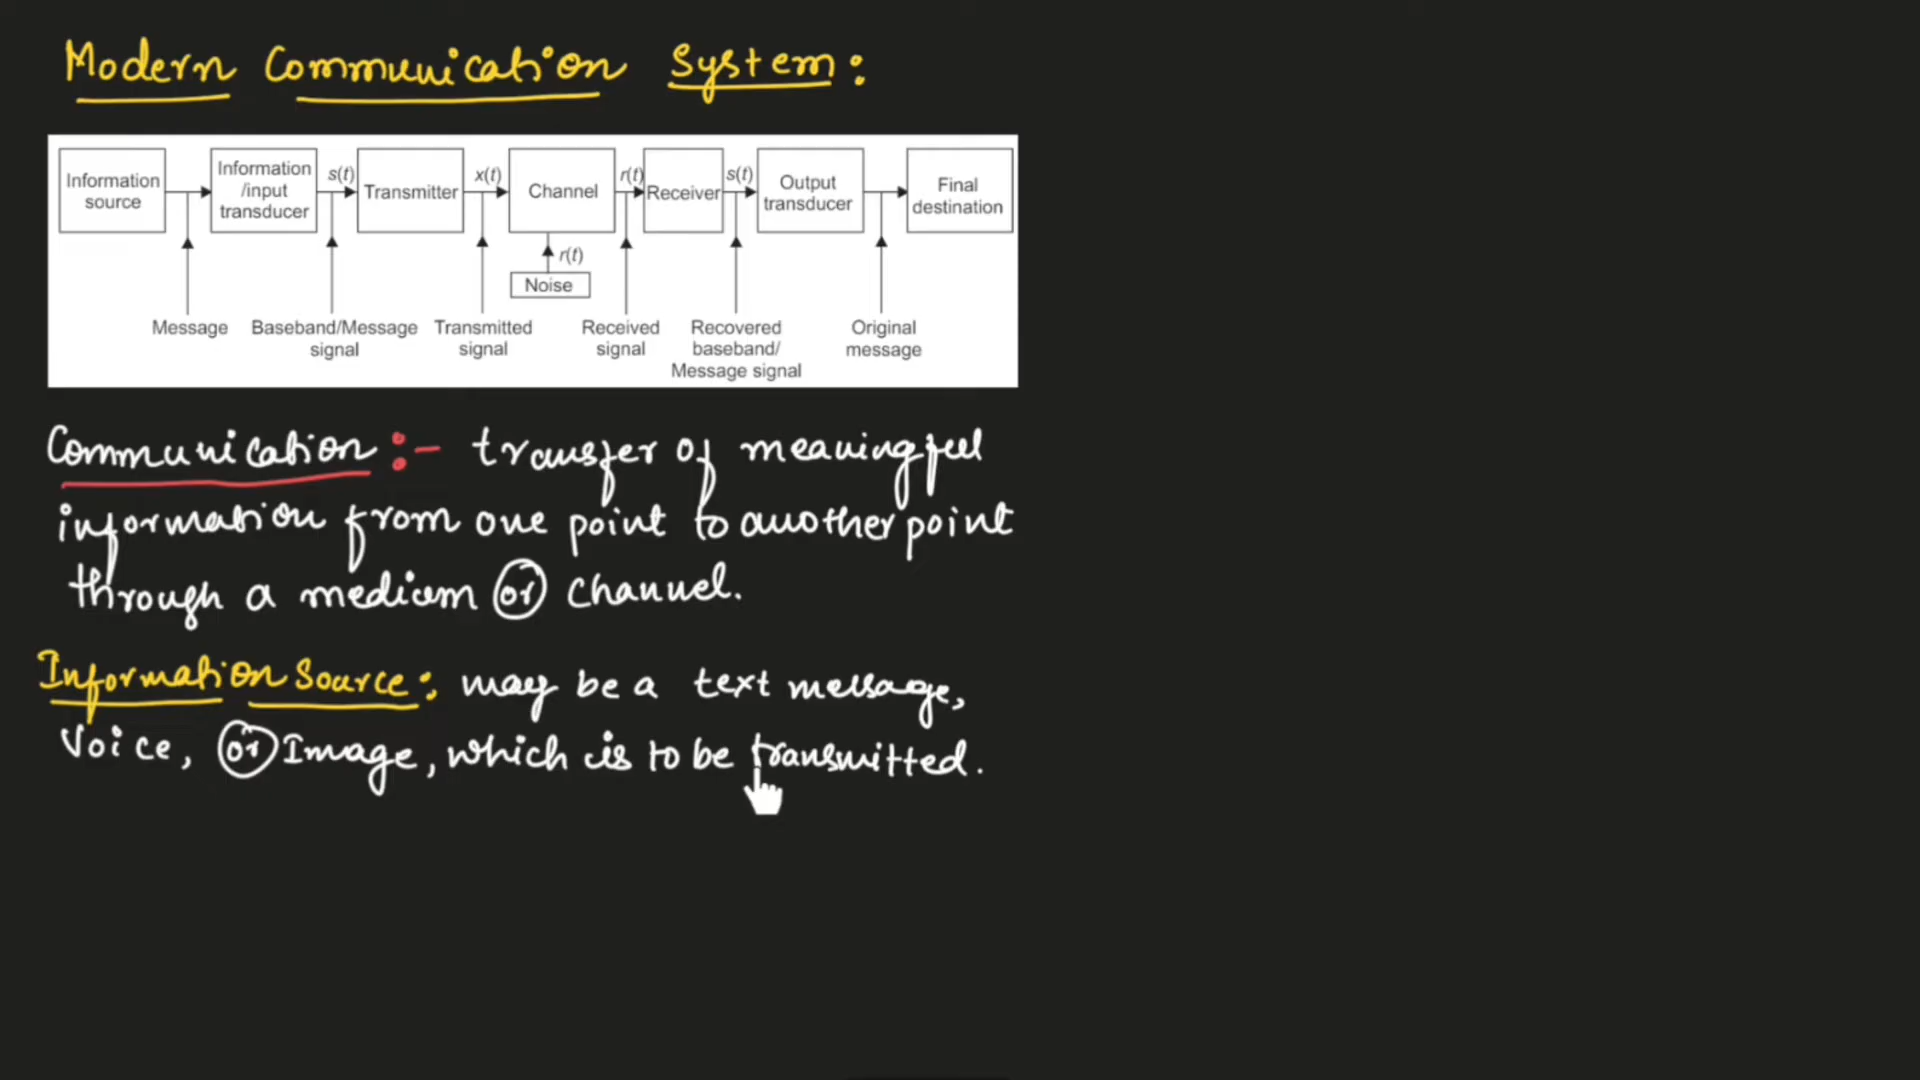 Modern Communication System:
Information source
Information /input transducer
s(t)
Transmitter
x(t)
Channel
r(t)
Receiver
s(t)
Output transducer
Final destination
r(t)
Noise
Message
Baseband/Message signal
Transmitted signal
Received signal
Recovered baseband/ Message signal
Original message
Communication :- transfer of meaningful
information from one point to another point
through a medium or channel.
Information Source: may be a text message,
Voice, or Image, which is to be transmitted.